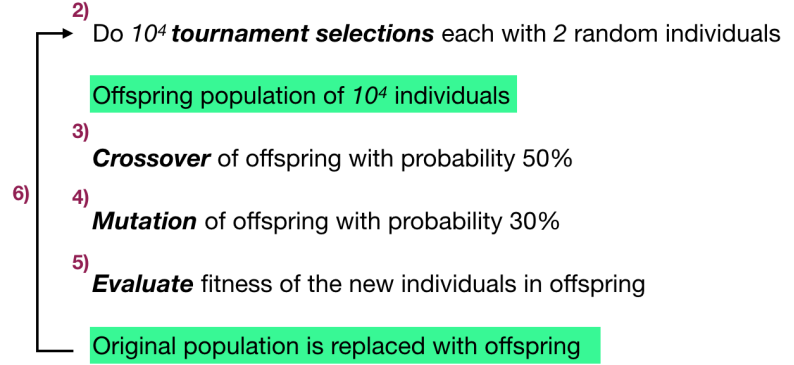 2)
Do 10⁴ tournament selections each with 2 random individuals
Offspring population of 10⁴ individuals
3)
Crossover of offspring with probability 50%
4)
Mutation of offspring with probability 30%
6)
5)
Evaluate fitness of the new individuals in offspring
Original population is replaced with offspring